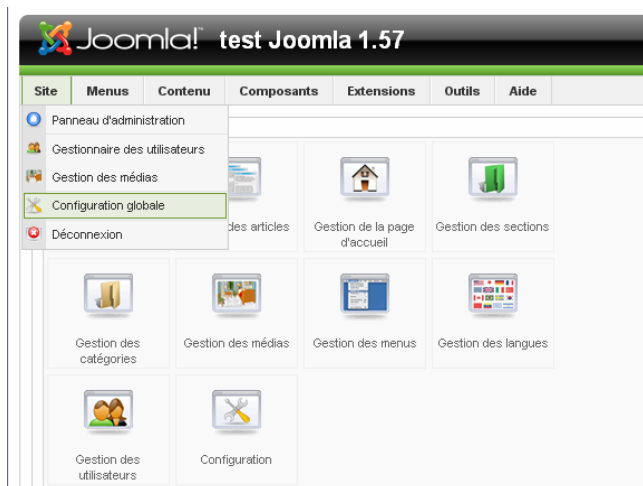 Joomla! test Joomla 1.57
Site Menus Contenu Composants Extensions Outils Aide
Panneau d'administration
Gestionnaire des utilisateurs
Gestion des médias
Configuration globale
Déconnexion
des articles
Gestion de la page
d'accueil
Gestion des sections
Gestion des
catégories
Gestion des médias
Gestion des menus
Gestion des langues
Gestion des
utilisateurs
Configuration